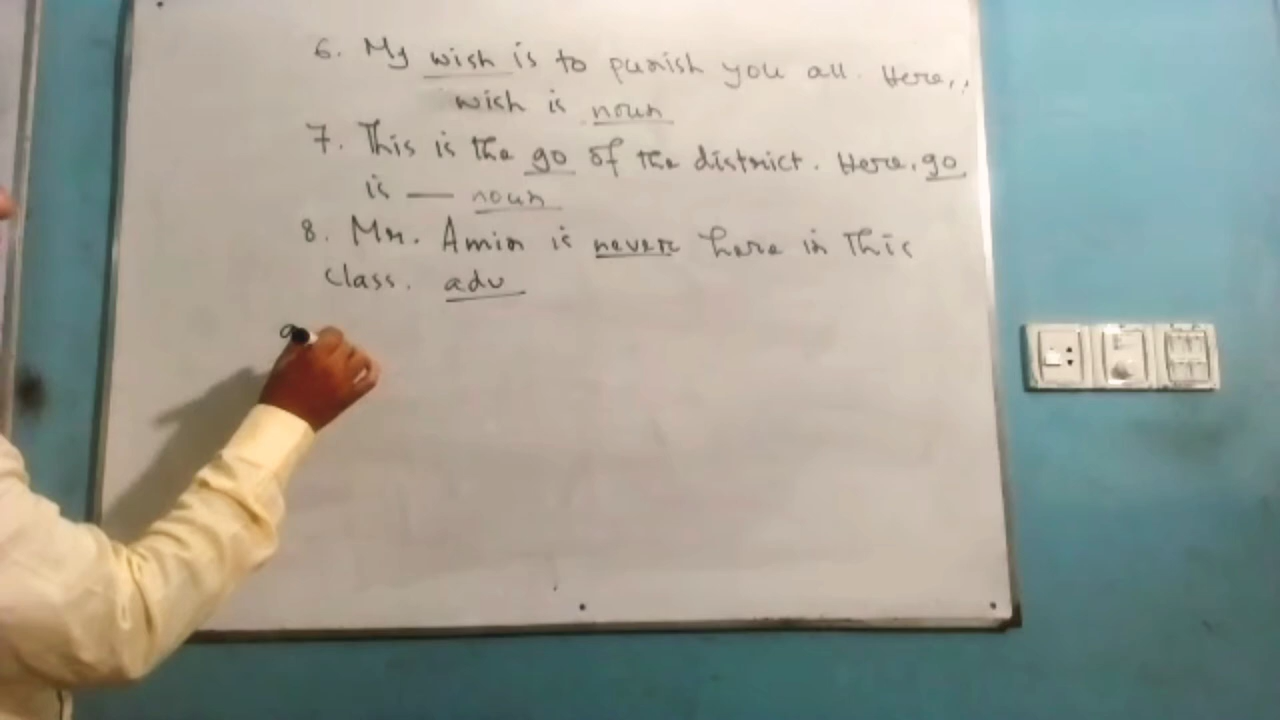 6. My wish is to punish you all. Here,,
wish is noun
7. This is the go of the district. Here, go
is — noun
8. Mr. Amin is never here in this
class. adv
9